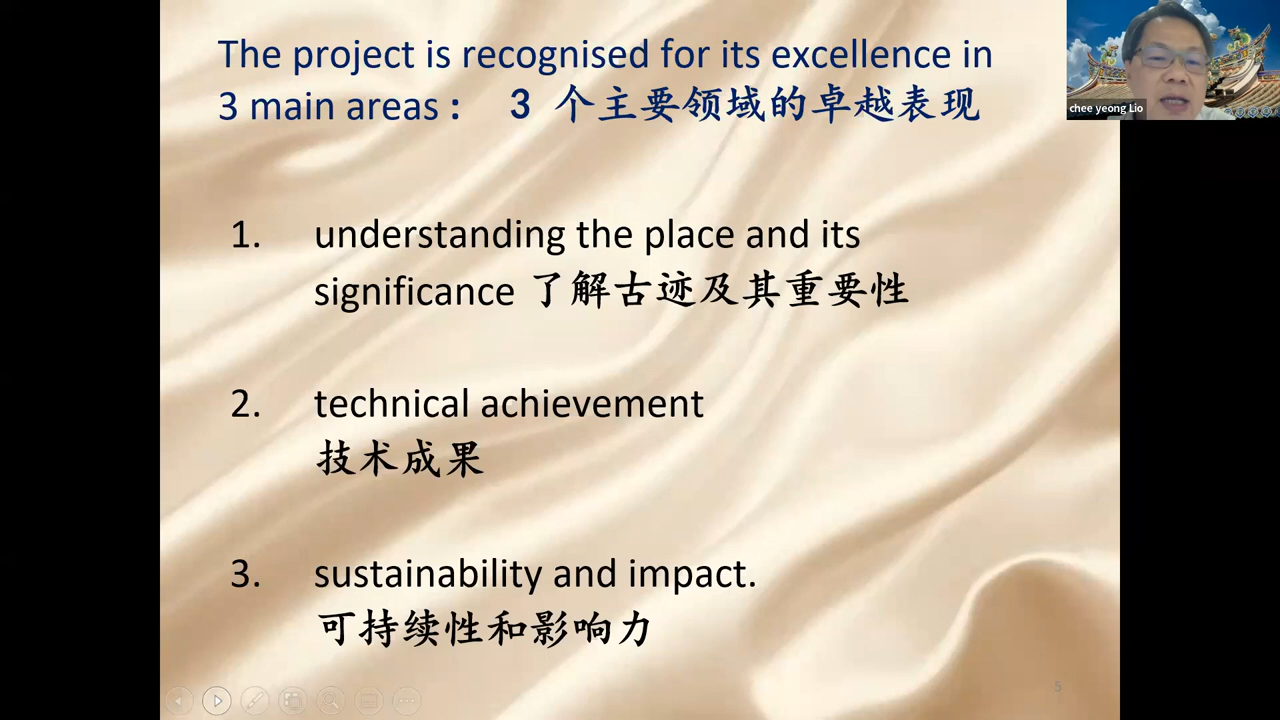 The project is recognised for its excellence in
3 main areas : 3 个主要领域的卓越表现
chee yeong Lio
1. understanding the place and its
significance 了解古迹及其重要性
2. technical achievement
技术成果
3. sustainability and impact.
可持续性和影响力
5